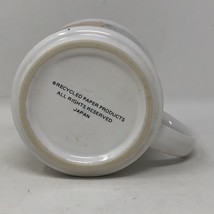 ©RECYCLED PAPER PRODUCTS
ALL RIGHTS RESERVED
JAPAN